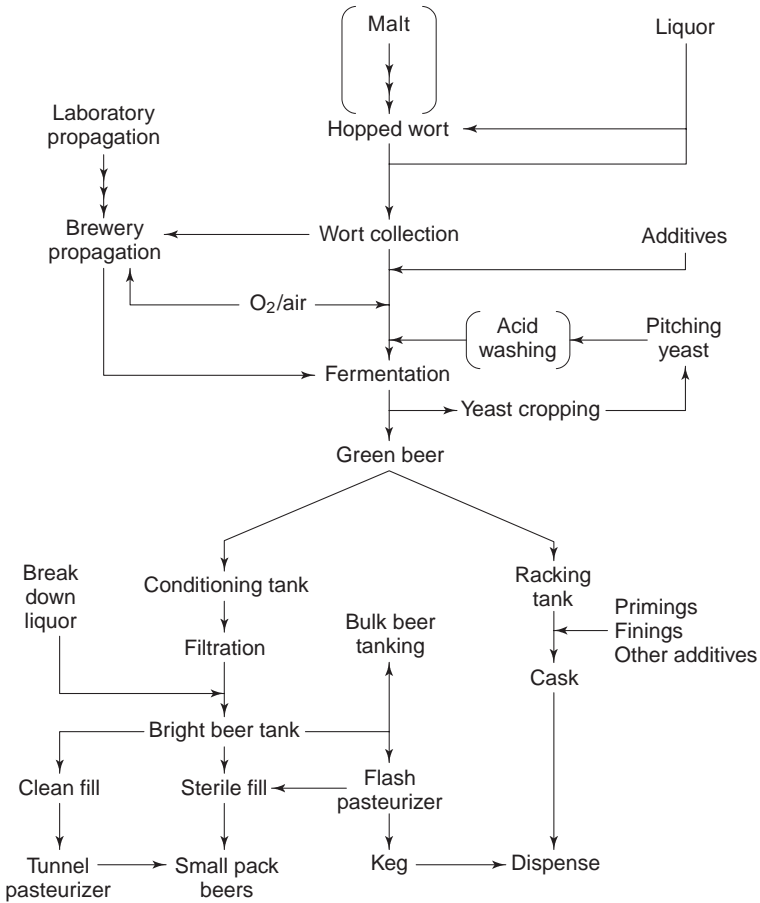 Malt
Liquor
Laboratory
propagation
Hopped wort
Brewery
propagation
Wort collection
Additives
O2/air
Acid
washing
Pitching
yeast
Fermentation
Yeast cropping
Green beer
Break
down
liquor
Conditioning tank
Racking
tank
Primings
Finings
Other additives
Bulk beer
tanking
Filtration
Cask
Bright beer tank
Clean fill
Sterile fill
Flash
pasteurizer
Tunnel
pasteurizer
Small pack
beers
Keg
Dispense